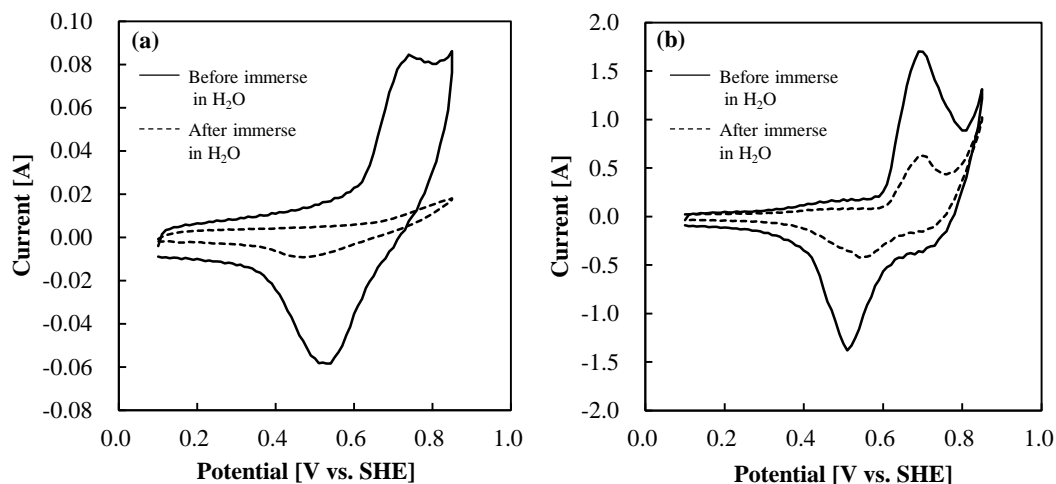 (a)
Before immerse
in H₂O
After immerse
in H₂O
0.10
0.08
0.06
0.04
0.02
0.00
-0.02
-0.04
-0.06
-0.08
Current [A]
0.0
0.2
0.4
0.6
0.8
1.0
Potential [V vs. SHE]
(b)
Before immerse
in H₂O
After immerse
in H₂O
2.0
1.5
1.0
0.5
0.0
-0.5
-1.0
-1.5
-2.0
Current [A]
0.0
0.2
0.4
0.6
0.8
1.0
Potential [V vs. SHE]